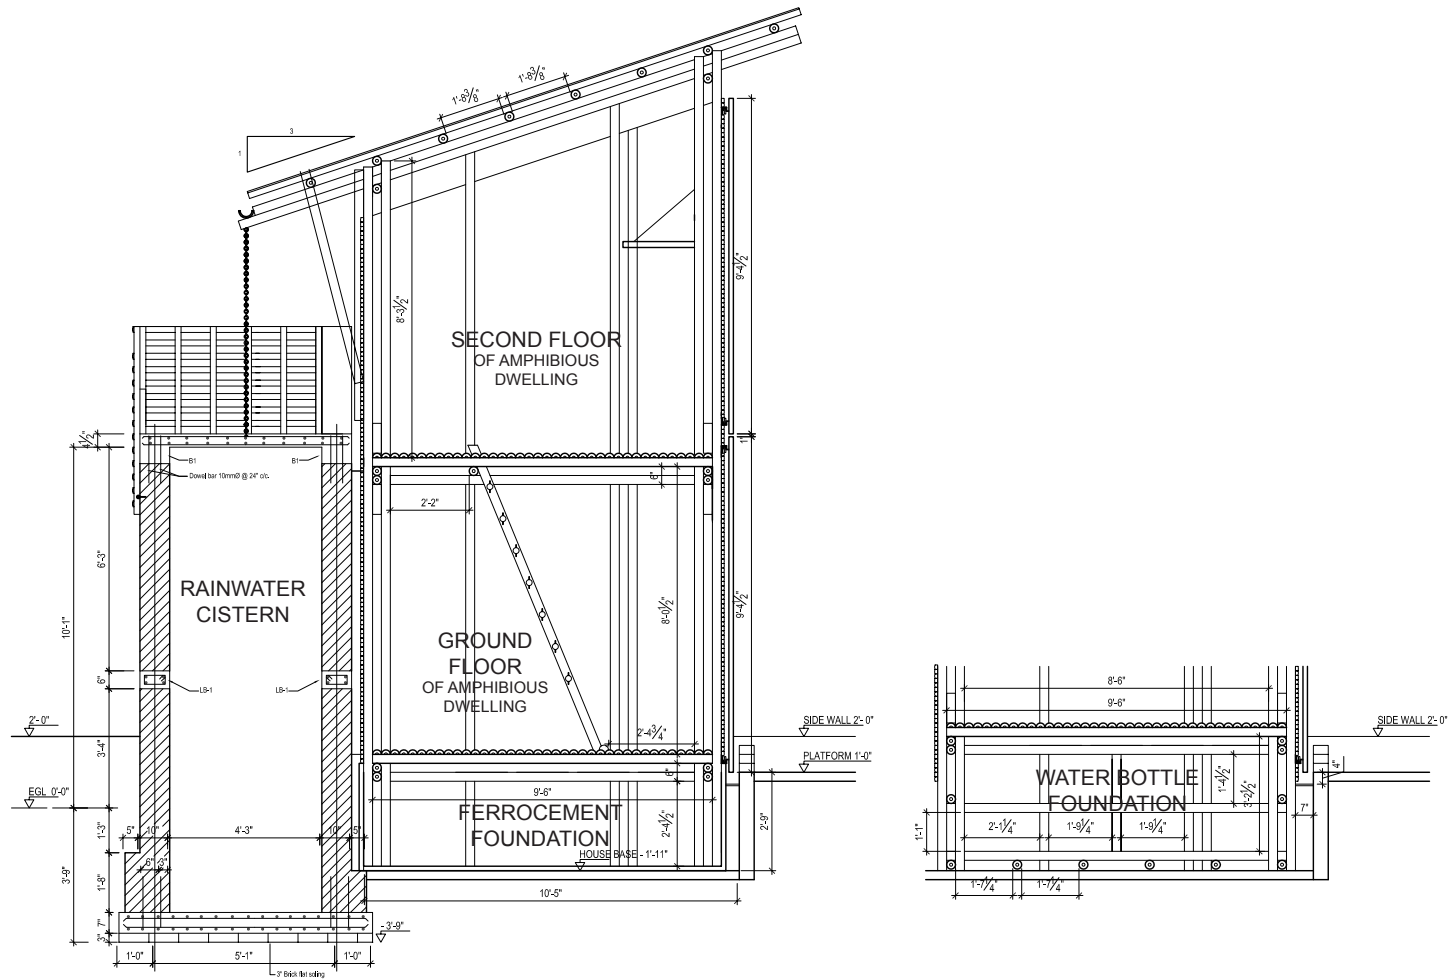 1'-8⅜"
1'-8⅜"
3
1
8'-3½"
9'-4½"
SECOND FLOOR
OF AMPHIBIOUS
DWELLING
4½"
1"
B1
B1
Dowel bar 10mmØ @ 24" c/c.
6"
2'-2"
6'-3"
10'-1"
RAINWATER
CISTERN
8'-0½"
9'-4½"
GROUND
FLOOR
OF AMPHIBIOUS
DWELLING
6"
LB-1
LB-1
2'-0"
3'-4"
2'-4¾"
SIDE WALL 2'-0"
PLATFORM 1'-0"
6"
9'-6"
EGL 0'-0"
FERROCEMENT
FOUNDATION
2'-4½"
2'-9"
1'-3"
5"
10"
4'-3"
10"
5"
HOUSE BASE - 1'-11"
6"
3"
3'-9"
1'-8"
10'-5"
7"
3"
- 3'-9"
1'-0"
5'-1"
1'-0"
3" Brick flat soling
8'-6"
9'-6"
SIDE WALL 2'-0"
4"
WATER BOTTLE
FOUNDATION
1'-4½"
3'-2½"
7"
1'-1"
2'-1¼"
1'-9¼"
1'-9¼"
1'-7¼"
1'-7¼"